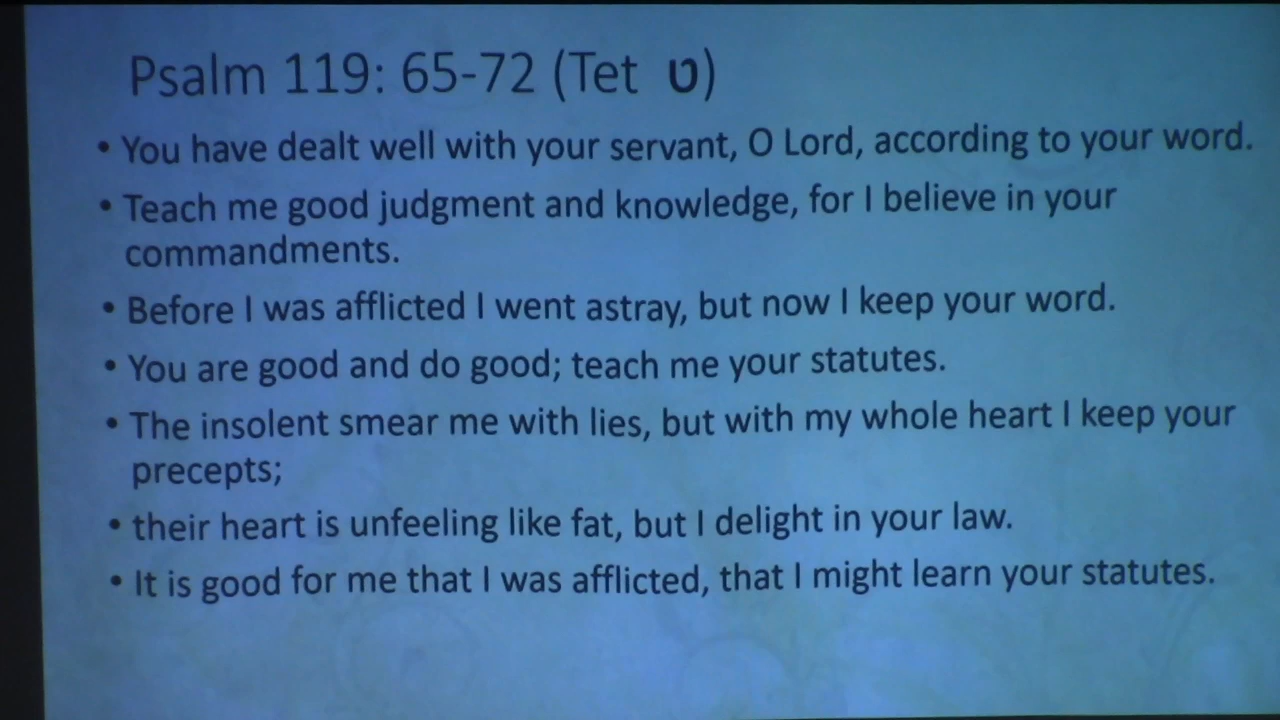 Psalm 119: 65-72 (Tet ט)
• You have dealt well with your servant, O Lord, according to your word.
• Teach me good judgment and knowledge, for I believe in your
commandments.
• Before I was afflicted I went astray, but now I keep your word.
• You are good and do good; teach me your statutes.
• The insolent smear me with lies, but with my whole heart I keep your
precepts;
• their heart is unfeeling like fat, but I delight in your law.
• It is good for me that I was afflicted, that I might learn your statutes.